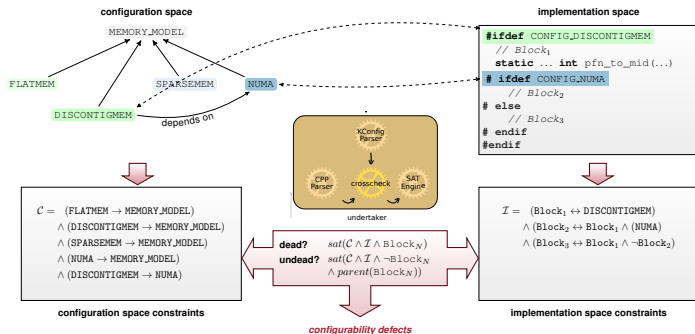 configuration space
MEMORY_MODEL
FLATMEM
SPARSEMEM
NUMA
DISCONTIGMEM
depends on
implementation space
#ifdef CONFIG_DISCONTIGMEM
// Block₁
static ... int pfn_to_mid(...)
# ifdef CONFIG_NUMA
// Block₂
# else
// Block₃
# endif
#endif
KConfig
Parser
CPP
Parser
crosscheck
SAT
Engine
undertaker
C = (FLATMEM → MEMORY_MODEL)
∧ (DISCONTIGMEM → MEMORY_MODEL)
∧ (SPARSEMEM → MEMORY_MODEL)
∧ (NUMA → MEMORY_MODEL)
∧ (DISCONTIGMEM → NUMA)
configuration space constraints
dead? sat(C ∧ I ∧ Block_N)
undead? sat(C ∧ I ∧ ¬Block_N
∧ parent(Block_N))
configurability defects
I = (Block₁ ↔ DISCONTIGMEM)
∧ (Block₂ ↔ Block₁ ∧ (NUMA)
∧ (Block₃ ↔ Block₁ ∧ ¬Block₂)
implementation space constraints